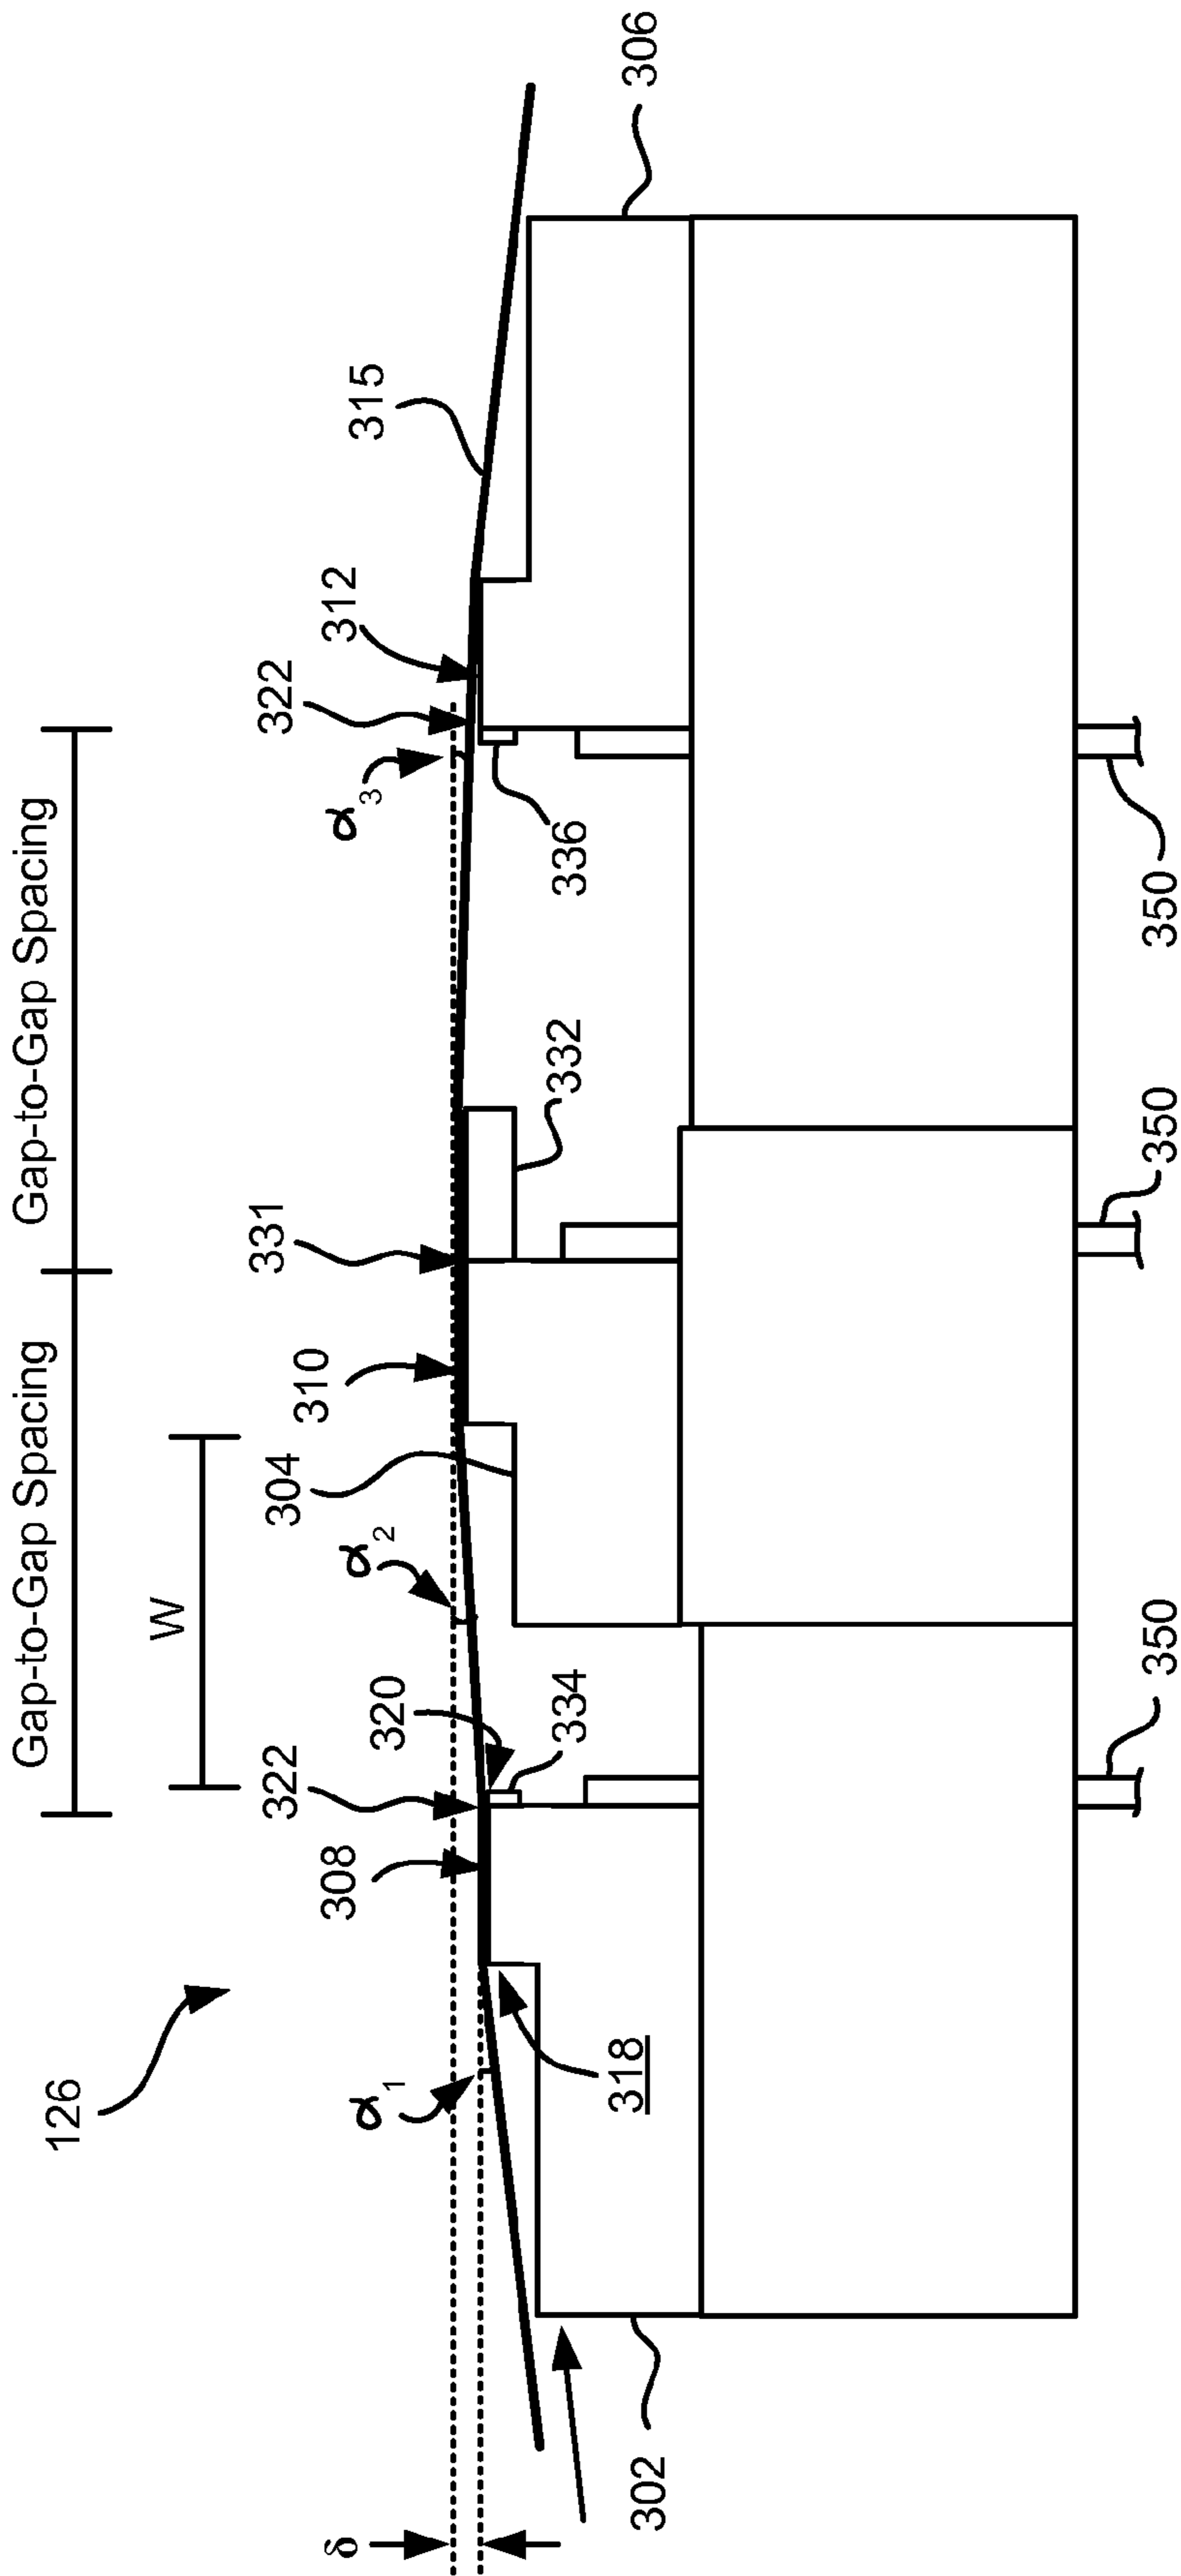 Gap-to-Gap Spacing
Gap-to-Gap Spacing
W
126
304
310
331
322
312
315
308
322
320
334
α1
α2
α3
δ
318
332
336
306
302
350
350
350